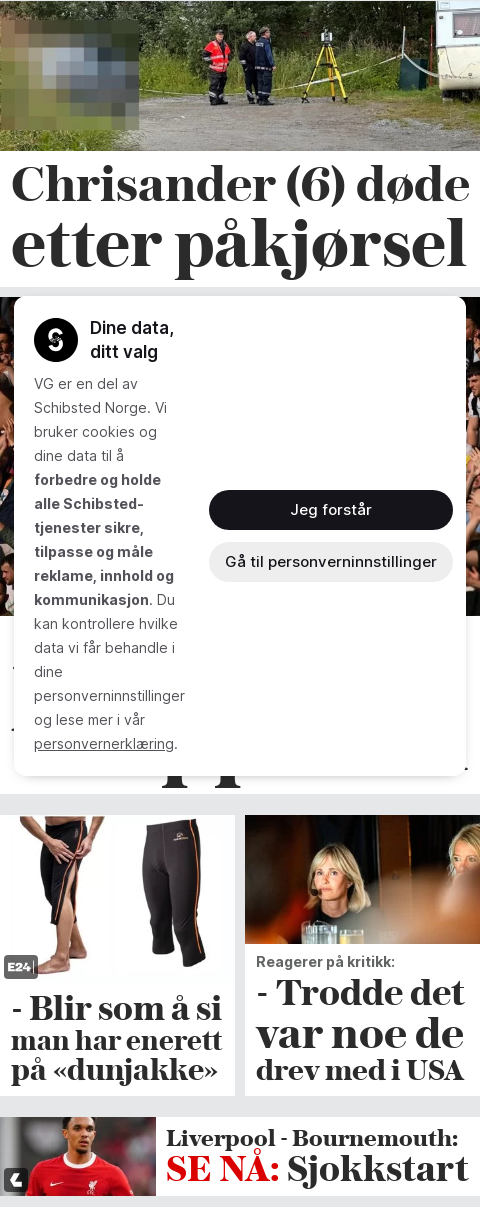 Chrisander (6) døde
etter påkjørsel
Dine data,
ditt valg
VG er en del av
Schibsted Norge. Vi
bruker cookies og
dine data til å
forbedre og holde
alle Schibsted-
tjenester sikre,
tilpasse og måle
reklame, innhold og
kommunikasjon. Du
kan kontrollere hvilke
data vi får behandle i
dine
personverninnstillinger
og lese mer i vår
personvernerklæring.
Jeg forstår
Gå til personverninnstillinger
E24
- Blir som å si
man har enerett
på «dunjakke»
Reagerer på kritikk:
- Trodde det
var noe de
drev med i USA
Liverpool - Bournemouth:
SE NÅ: Sjokkstart